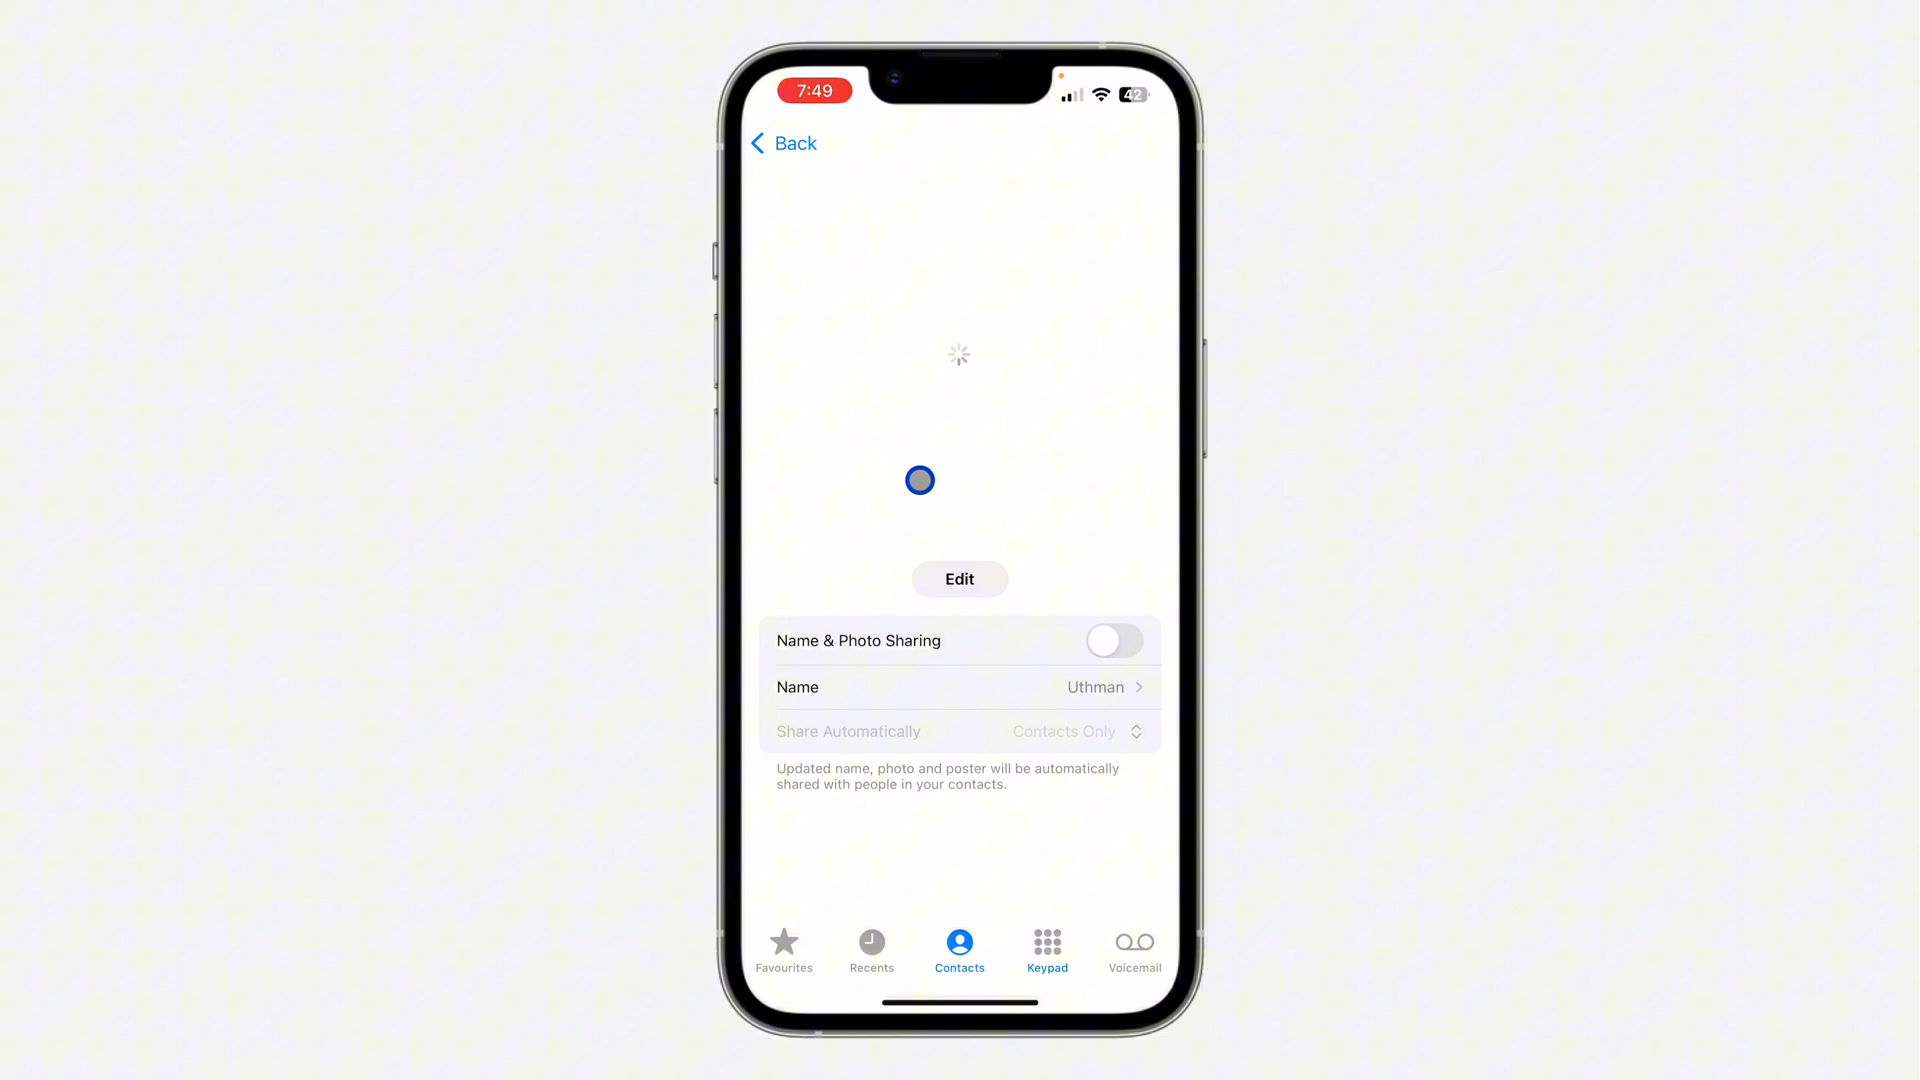 7:49
42
Back
Edit
Name & Photo Sharing
Name Uthman
Share Automatically Contacts Only
Updated name, photo and poster will be automatically
shared with people in your contacts.
Favourites Recents Contacts Keypad Voicemail